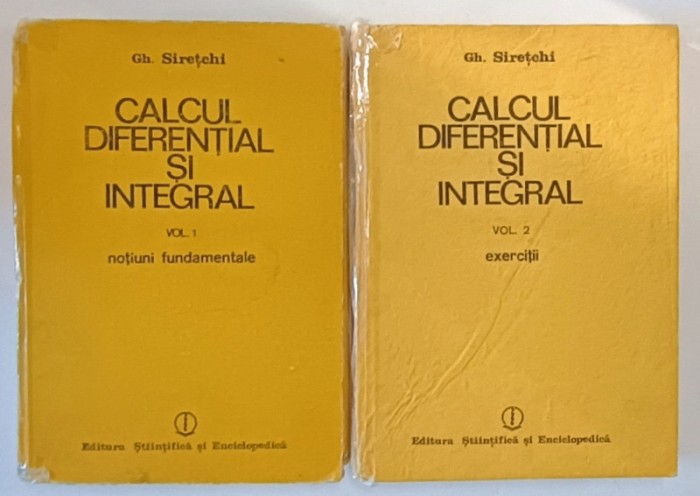 Gh. Sirețchi
CALCUL
DIFERENȚIAL
ȘI
INTEGRAL
VOL. 1
noțiuni fundamentale
Editura Științifică și Enciclopedică
Gh. Sirețchi
CALCUL
DIFERENȚIAL
ȘI
INTEGRAL
VOL. 2
exerciții
Editura Științifică și Enciclopedică